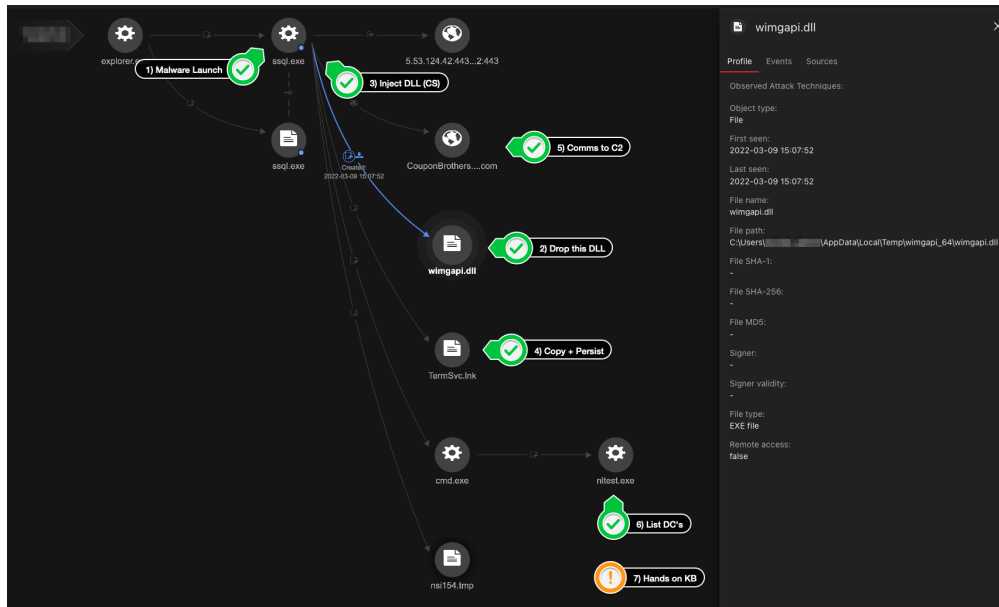 explorer.e
ssql.exe
5.53.124.42:443...2:443
1) Malware Launch
3) Inject DLL (CS)
ssql.exe
Created:
2022-03-09 15:07:52
CouponBrothers....com
5) Comms to C2
wimgapi.dll
2) Drop this DLL
TermSvc.lnk
4) Copy + Persist
cmd.exe
nltest.exe
6) List DC's
nsi154.tmp
7) Hands on KB
wimgapi.dll
Profile Events Sources
Observed Attack Techniques:
Object type:
File
First seen:
2022-03-09 15:07:52
Last seen:
2022-03-09 15:07:52
File name:
wimgapi.dll
File path:
C:\Users\ \AppData\Local\Temp\wimgapi_64\wimgapi.dll
File SHA-1:
-
File SHA-256:
-
File MD5:
-
Signer:
-
Signer validity:
-
File type:
EXE file
Remote access:
false